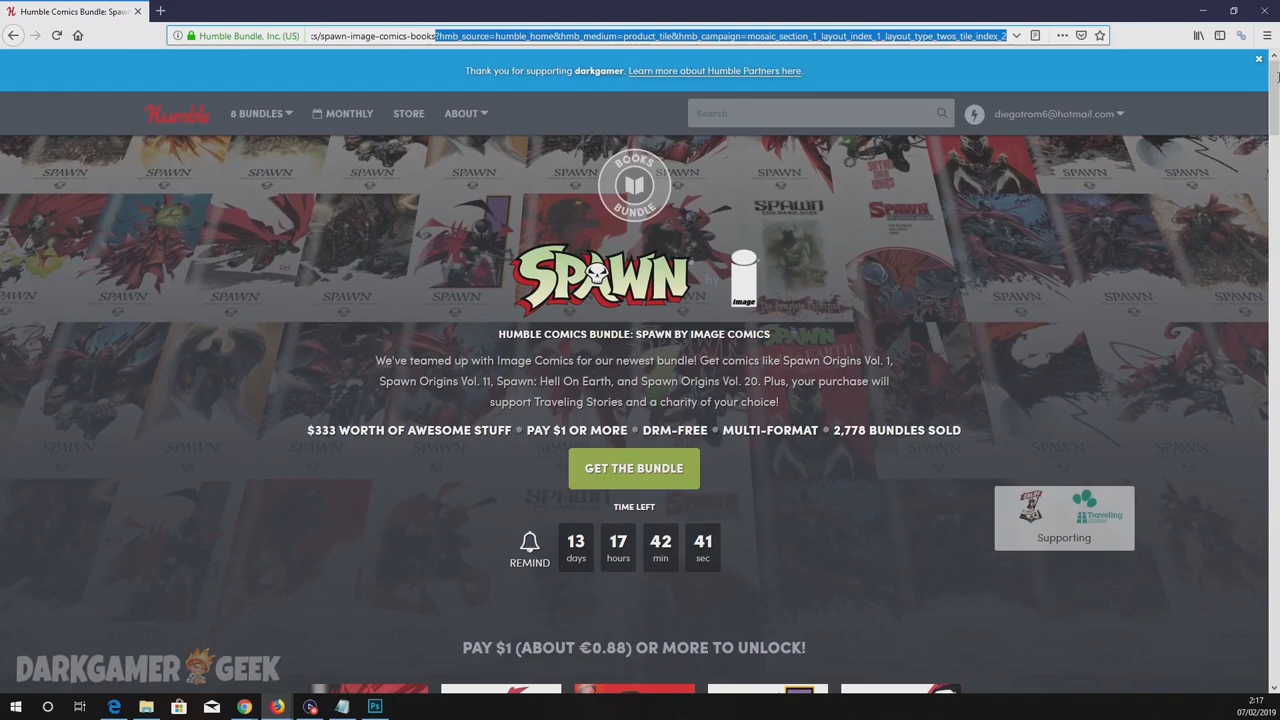 Humble Comics Bundle: Spaw
Humble Bundle, Inc. (US)
cs/spawn-image-comics-books?hmb_source=humble_home&hmb_medium=product_tile&hmb_campaign=mosaic_section_1_layout_index_1_layout_type_twos_tile_index_2
Thank you for supporting darkgamer. Learn more about Humble Partners here.
Humble
8 BUNDLES
MONTHLY
STORE
ABOUT
Search
diegotrom6@hotmail.com
BOOKS
BUNDLE
SPAWN
image
HUMBLE COMICS BUNDLE: SPAWN BY IMAGE COMICS
We've teamed up with Image Comics for our newest bundle! Get comics like Spawn Origins Vol. 1,
Spawn Origins Vol. 11, Spawn: Hell On Earth, and Spawn Origins Vol. 20. Plus, your purchase will
support Traveling Stories and a charity of your choice!
$333 WORTH OF AWESOME STUFF • PAY $1 OR MORE • DRM-FREE • MULTI-FORMAT • 2,778 BUNDLES SOLD
GET THE BUNDLE
TIME LEFT
REMIND
13 days
17 hours
42 min
41 sec
Traveling
Stories
Supporting
PAY $1 (ABOUT €0.88) OR MORE TO UNLOCK!
DARKGAMER GEEK
2:17
07/02/2019